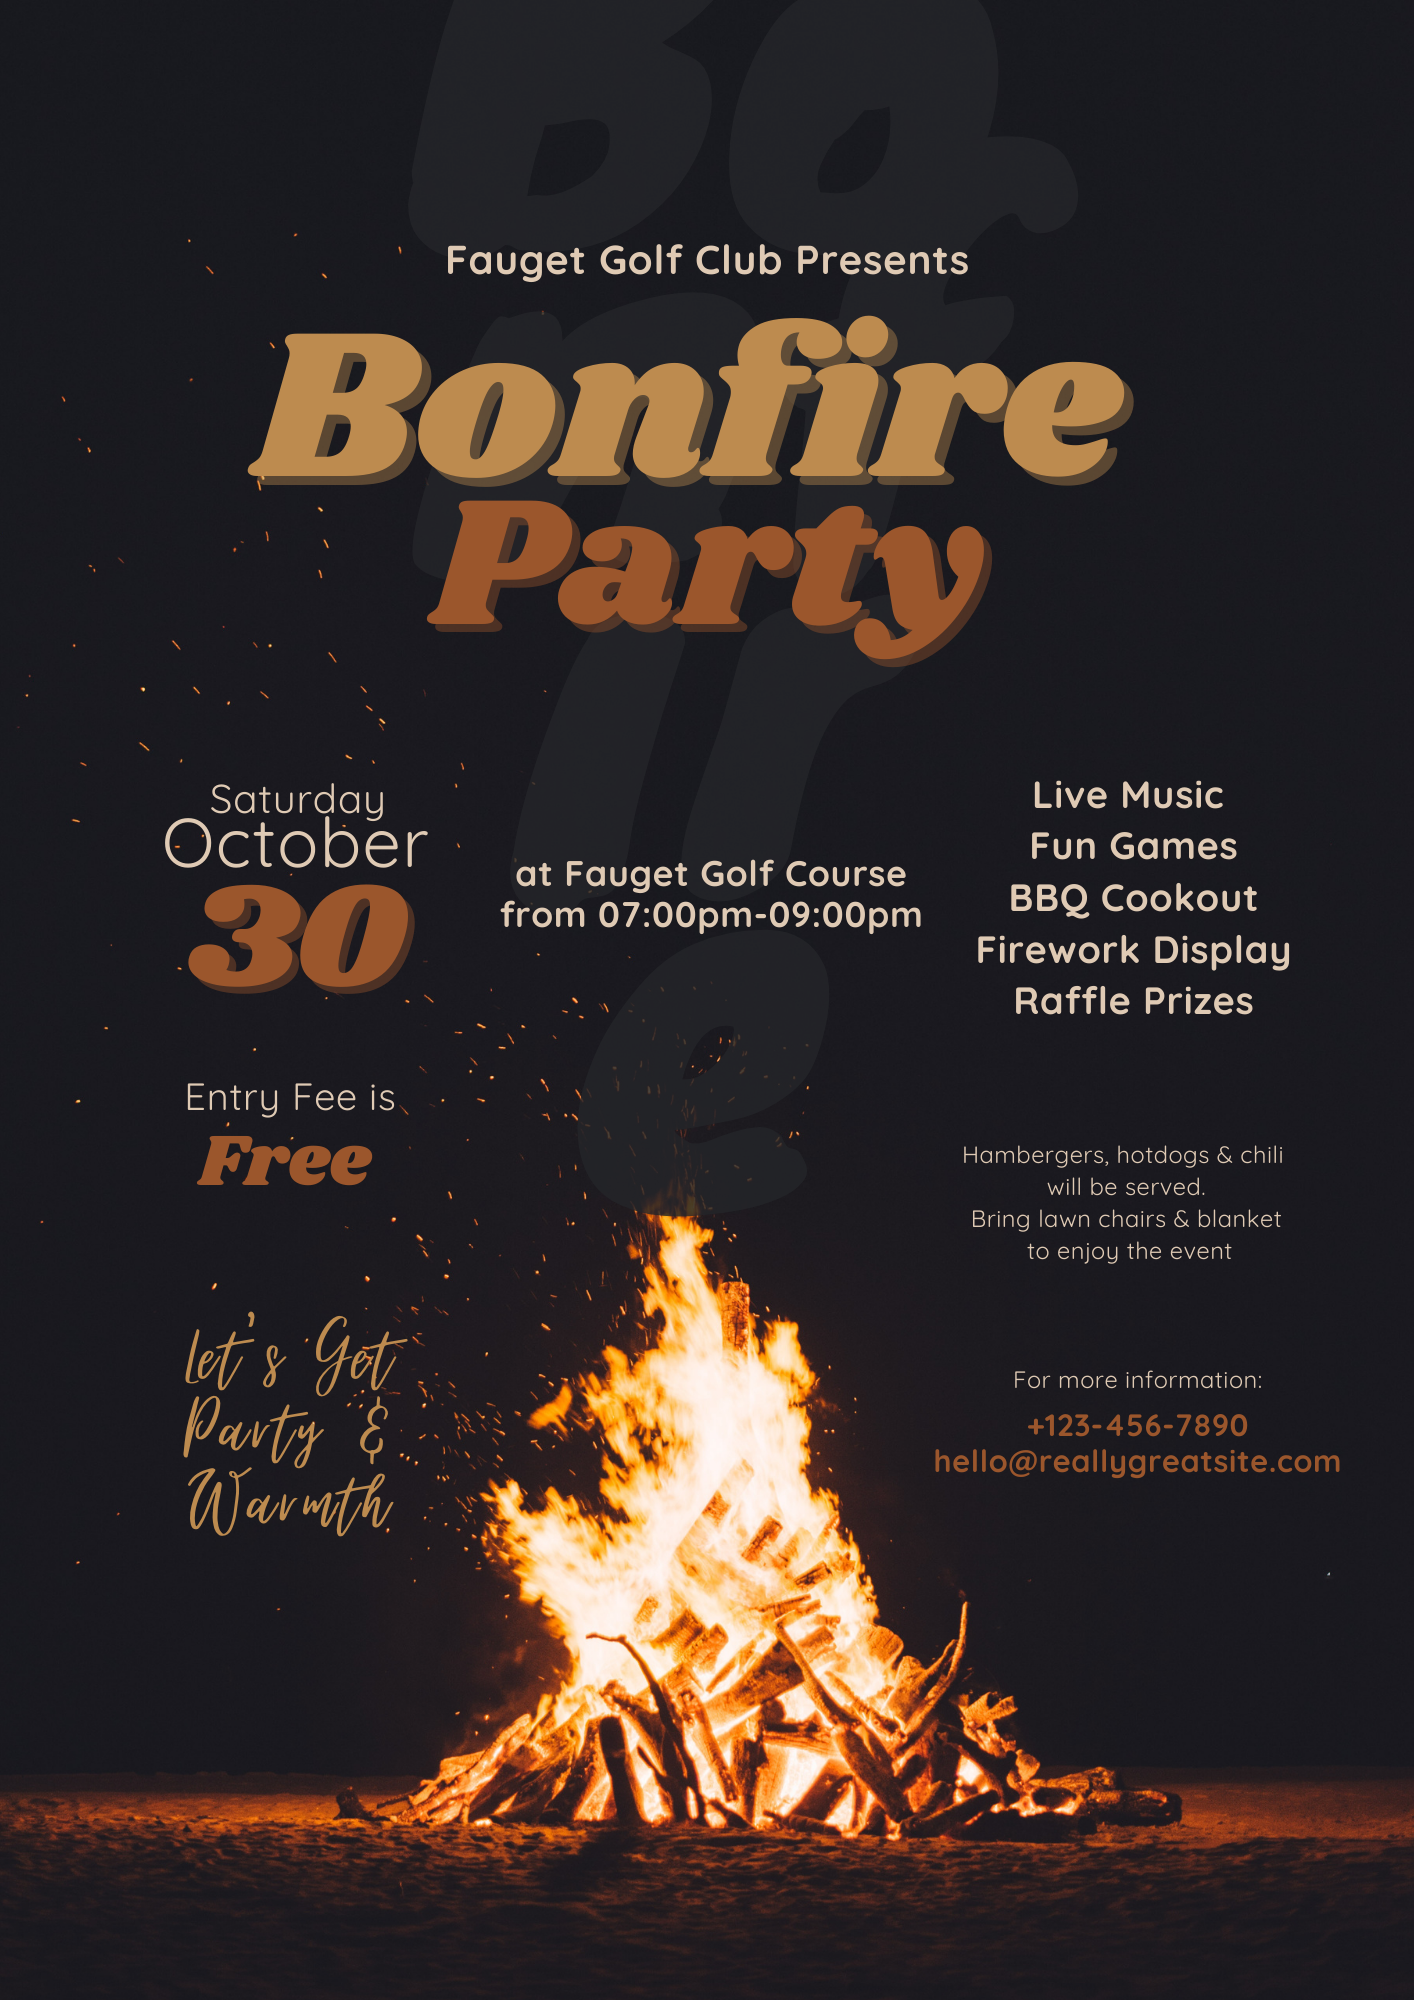 Fauget Golf Club Presents
Bonfire
Party
Saturday
October
30
at Fauget Golf Course
from 07:00pm-09:00pm
Live Music
Fun Games
BBQ Cookout
Firework Display
Raffle Prizes
Entry Fee is
Free
Hambergers, hotdogs & chili
will be served.
Bring lawn chairs & blanket
to enjoy the event
Let's Get
Party &
Warmth
For more information:
+123-456-7890
hello@reallygreatsite.com
Bo
nf
ir
e